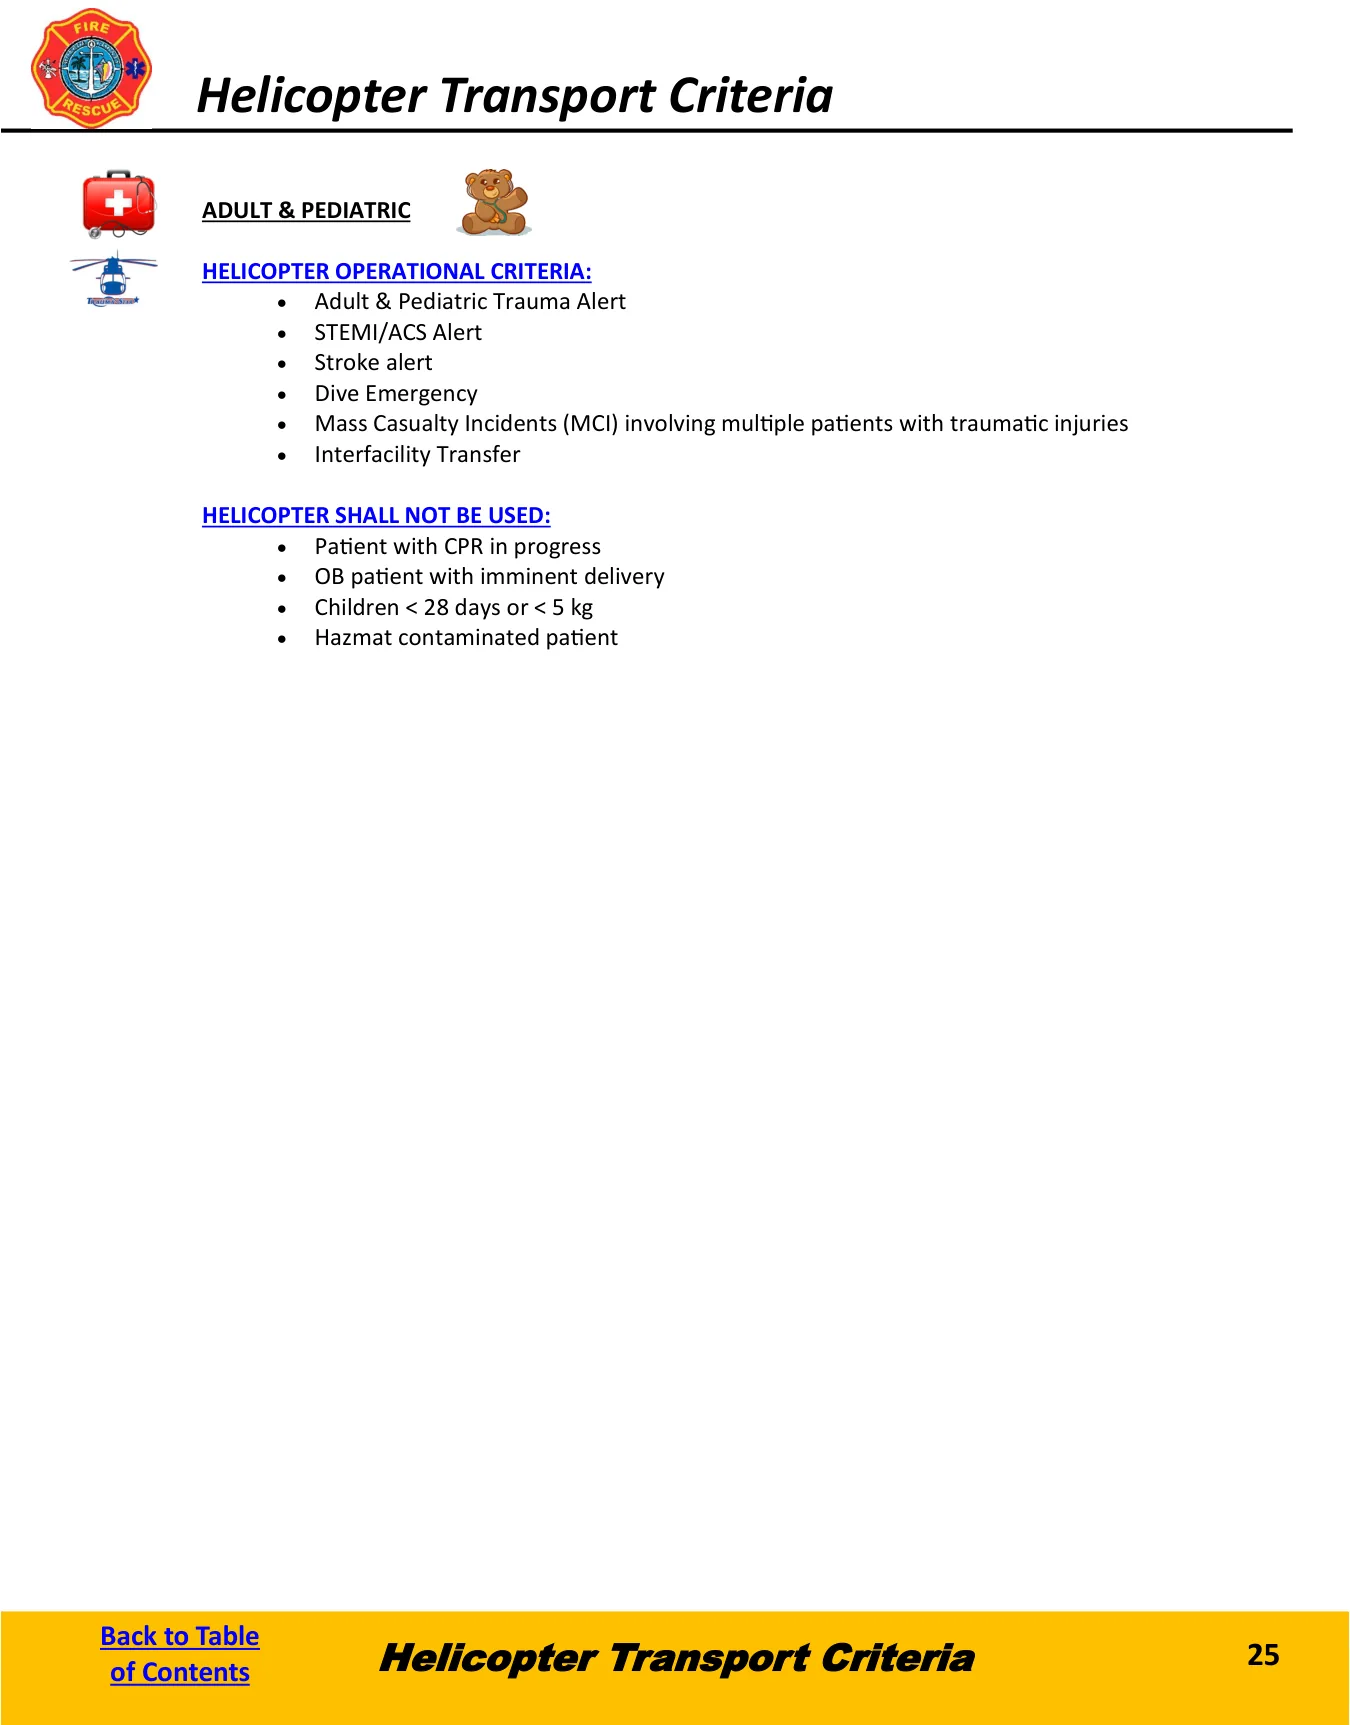 FIRE
RESCUE
Helicopter Transport Criteria
ADULT & PEDIATRIC
HELICOPTER OPERATIONAL CRITERIA:
• Adult & Pediatric Trauma Alert
• STEMI/ACS Alert
• Stroke alert
• Dive Emergency
• Mass Casualty Incidents (MCI) involving multiple patients with traumatic injuries
• Interfacility Transfer
HELICOPTER SHALL NOT BE USED:
• Patient with CPR in progress
• OB patient with imminent delivery
• Children < 28 days or < 5 kg
• Hazmat contaminated patient
Back to Table
of Contents
Helicopter Transport Criteria
25